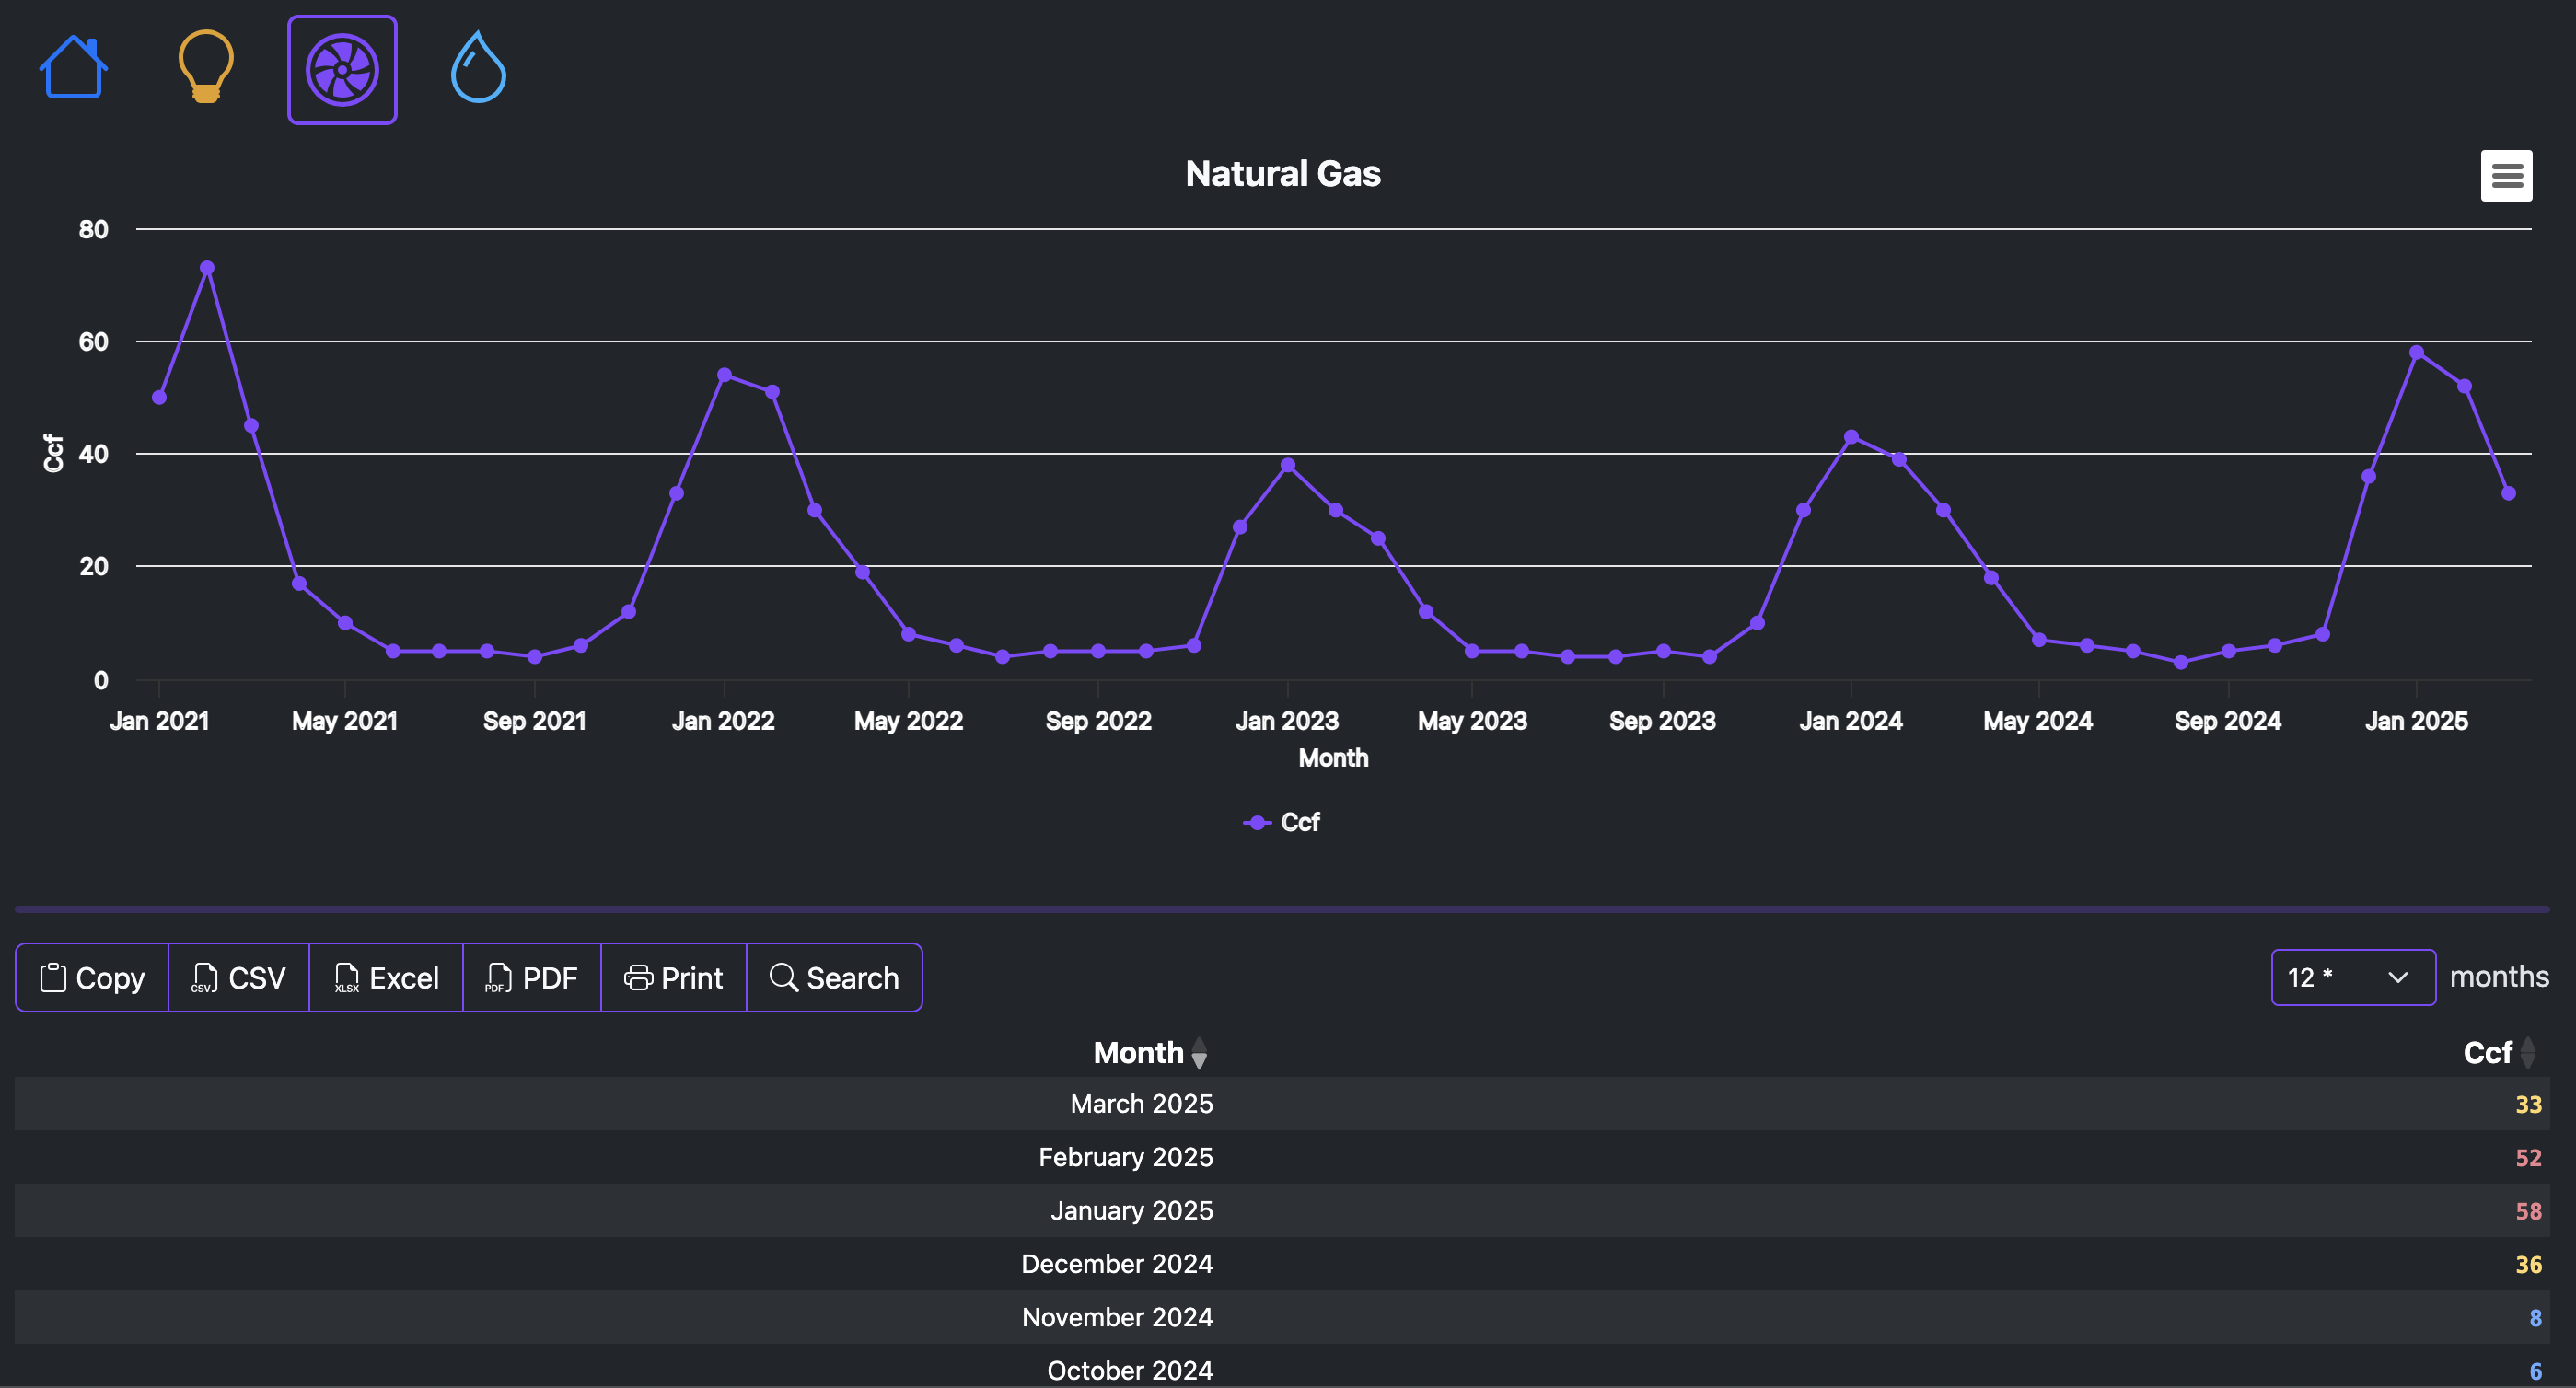 Natural Gas
80
60
40
20
0
Ccf
Jan 2021 May 2021 Sep 2021 Jan 2022 May 2022 Sep 2022 Jan 2023 May 2023 Sep 2023 Jan 2024 May 2024 Sep 2024 Jan 2025
Month
Ccf
Copy CSV CSV XLSX Excel PDF PDF Print Search 12 * months
Month Ccf
March 2025 33
February 2025 52
January 2025 58
December 2024 36
November 2024 8
October 2024 6